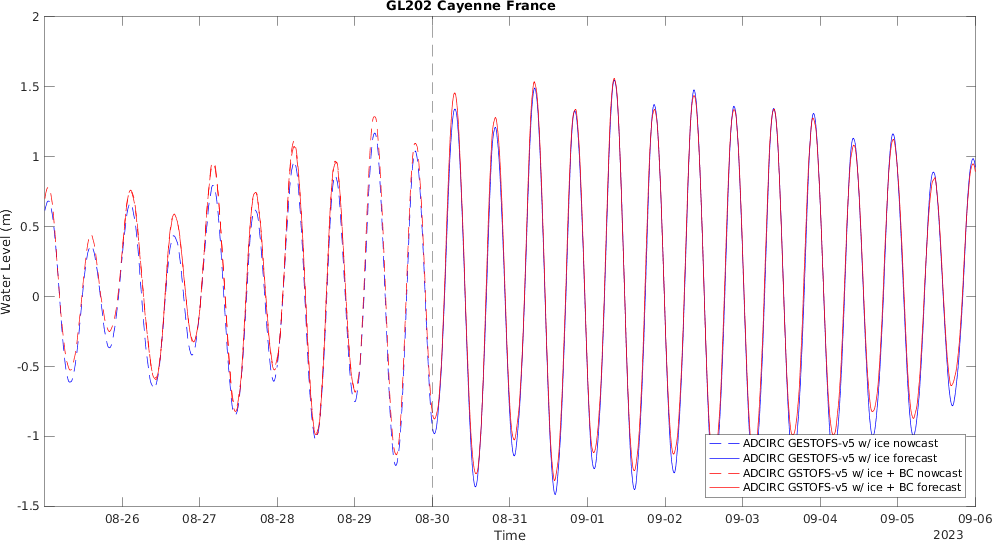 GL202 Cayenne France
2
1.5
1
0.5
0
-0.5
-1
-1.5
Water Level (m)
ADCIRC GESTOFS-v5 w/ ice nowcast
ADCIRC GESTOFS-v5 w/ ice forecast
ADCIRC GSTOFS-v5 w/ ice + BC nowcast
ADCIRC GSTOFS-v5 w/ ice + BC forecast
08-26 08-27 08-28 08-29 08-30 08-31 09-01 09-02 09-03 09-04 09-05 09-06
Time
2023